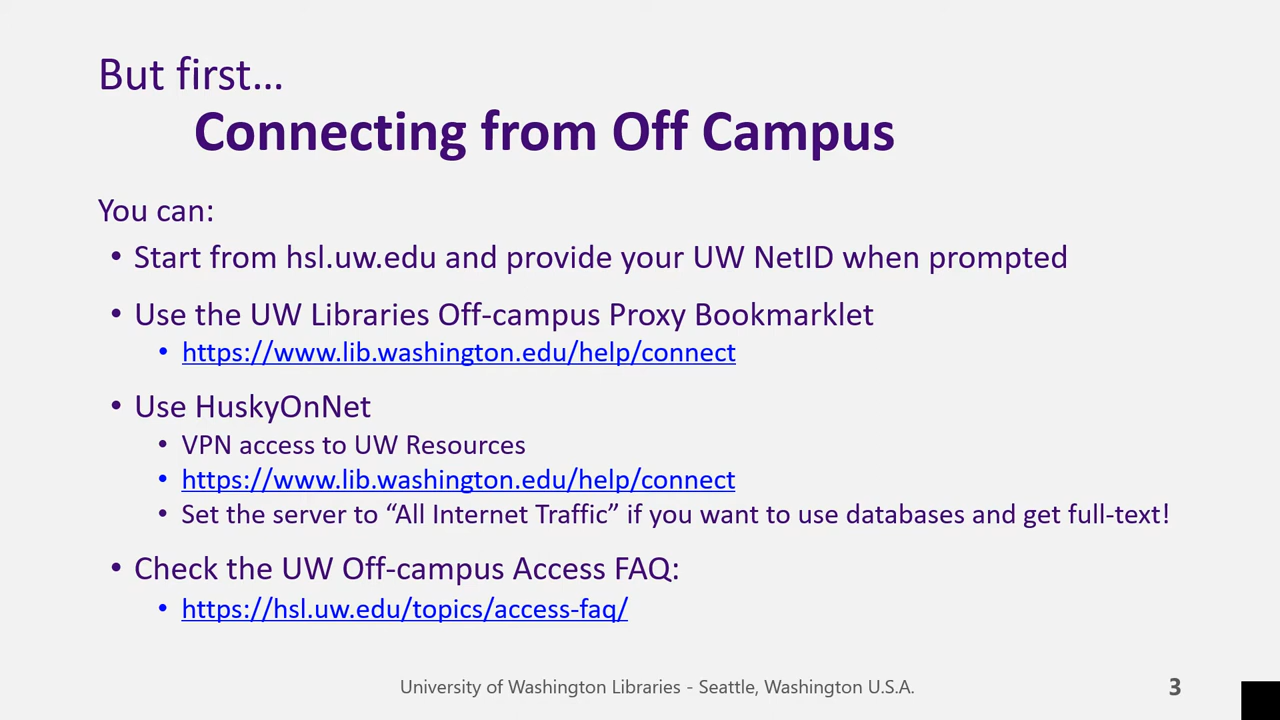 But first...
Connecting from Off Campus
You can:
• Start from hsl.uw.edu and provide your UW NetID when prompted
• Use the UW Libraries Off-campus Proxy Bookmarklet
• https://www.lib.washington.edu/help/connect
• Use HuskyOnNet
• VPN access to UW Resources
• https://www.lib.washington.edu/help/connect
• Set the server to “All Internet Traffic” if you want to use databases and get full-text!
• Check the UW Off-campus Access FAQ:
• https://hsl.uw.edu/topics/access-faq/
University of Washington Libraries - Seattle, Washington U.S.A.
3